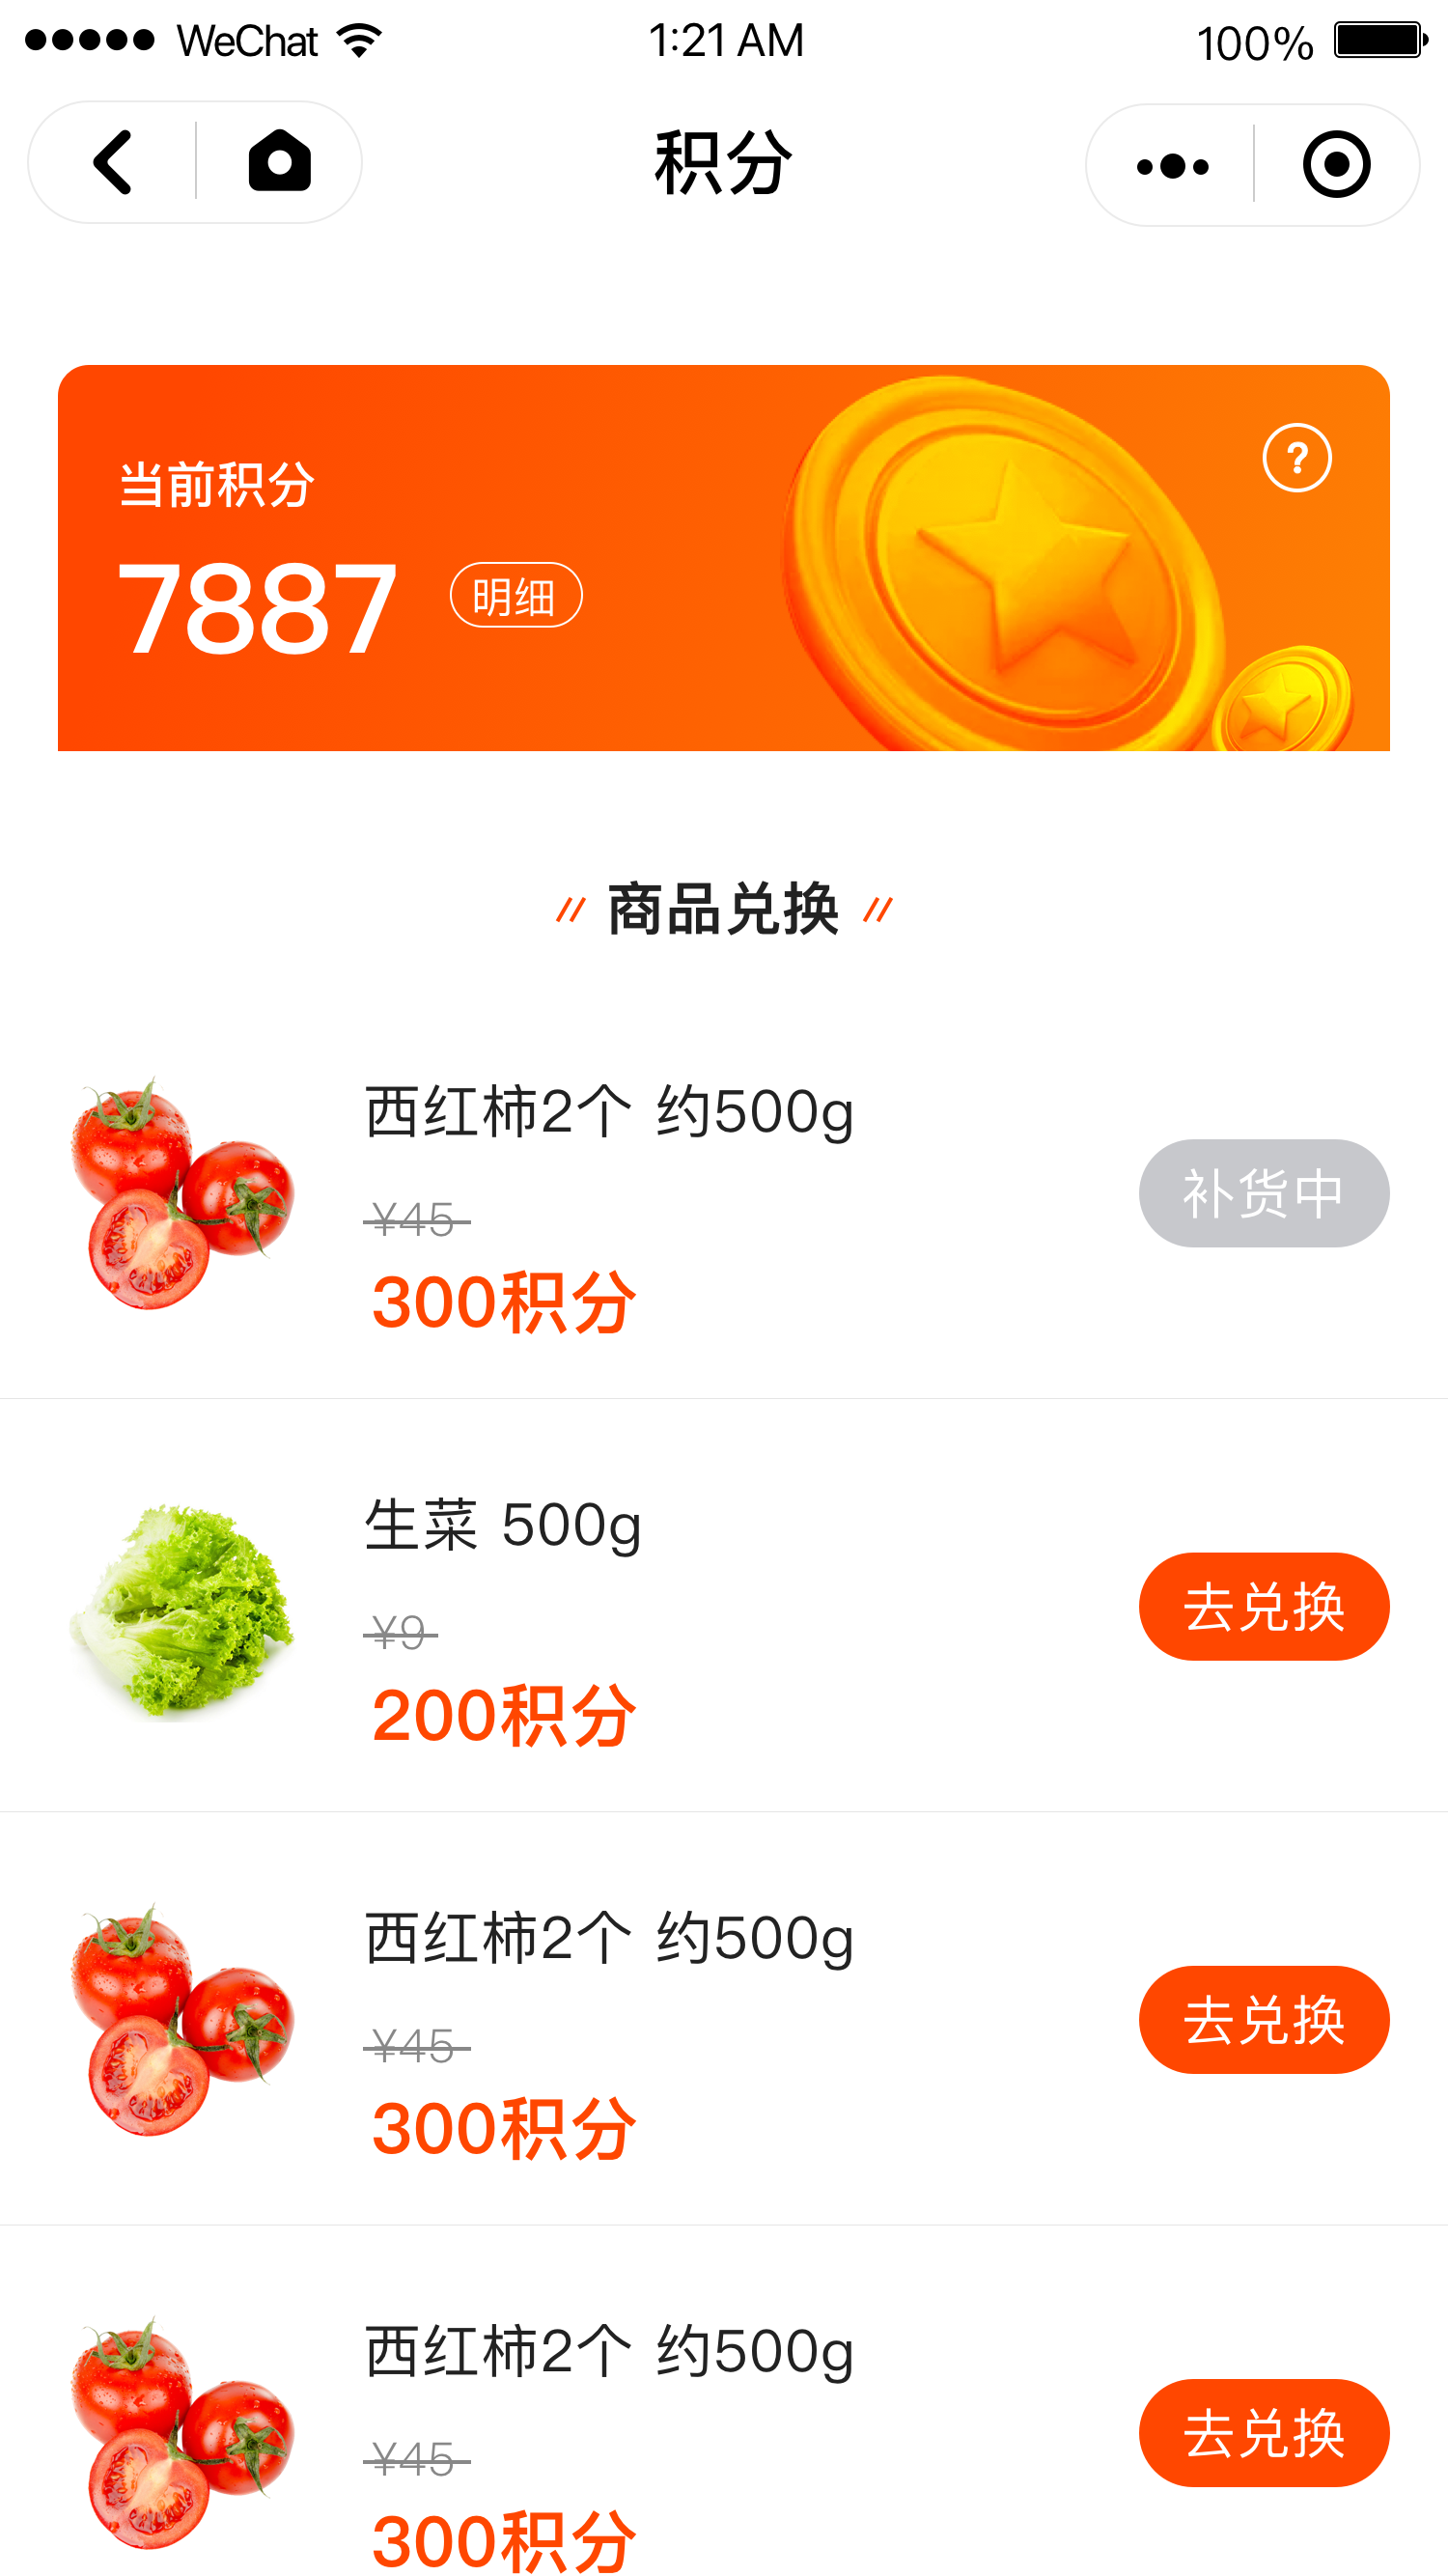 WeChat 1:21 AM 100%
积分
?
当前积分
7887 明细
商品兑换
西红柿2个 约500g
¥45
补货中
300积分
生菜 500g
¥9
去兑换
200积分
西红柿2个 约500g
¥45
去兑换
300积分
西红柿2个 约500g
¥45
去兑换
300积分